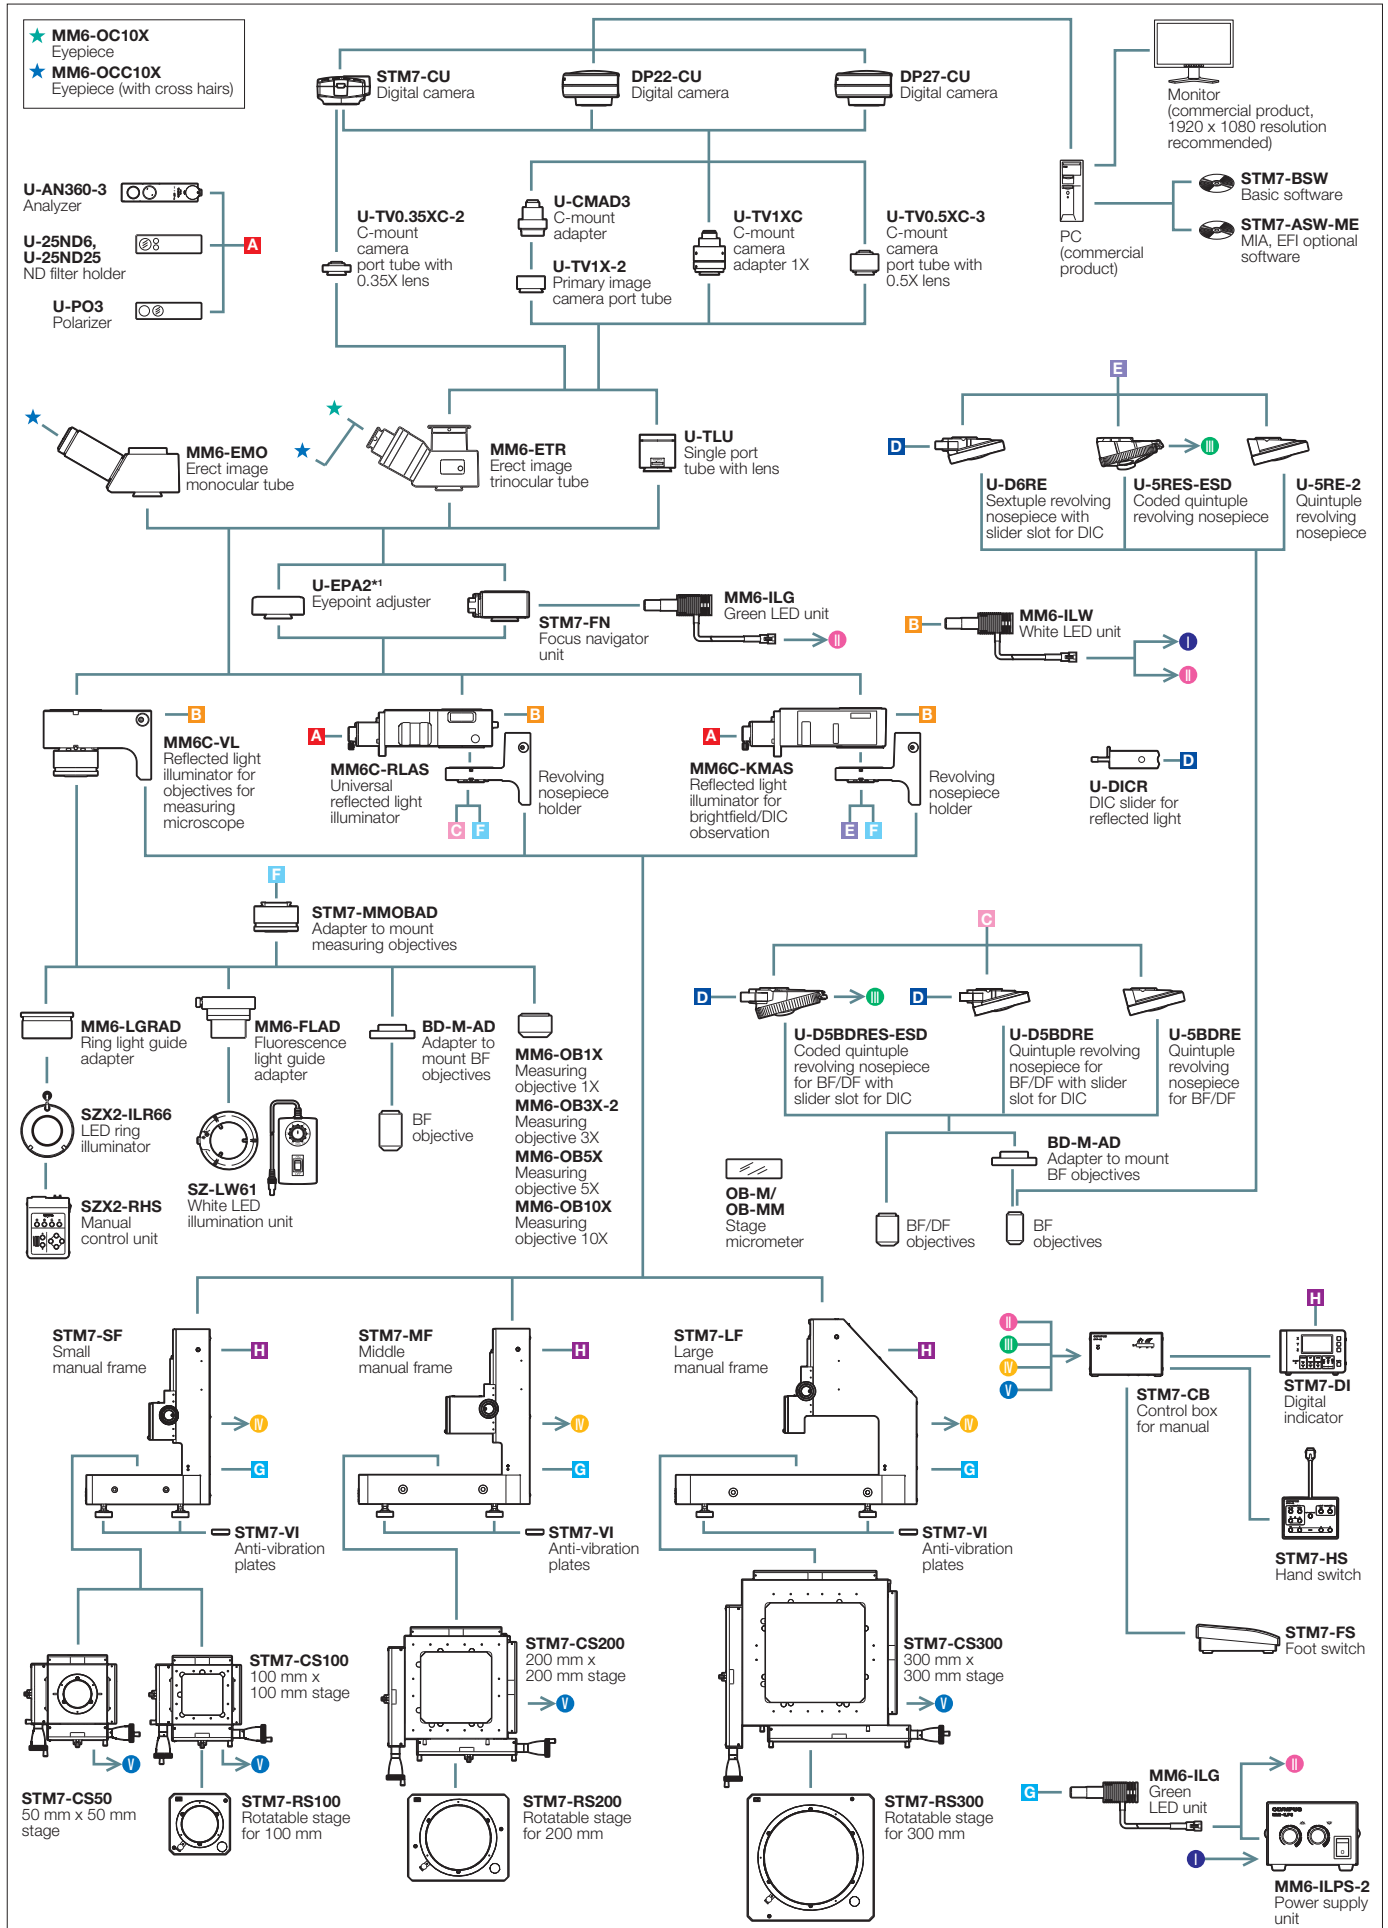 MM6-OC10X
Eyepiece
MM6-OCC10X
Eyepiece (with cross hairs)
STM7-CU
Digital camera
DP22-CU
Digital camera
DP27-CU
Digital camera
Monitor
(commercial product,
1920 x 1080 resolution
recommended)
U-AN360-3
Analyzer
U-25ND6,
U-25ND25
ND filter holder
A
U-PO3
Polarizer
U-TV0.35XC-2
C-mount
camera
port tube with
0.35X lens
U-CMAD3
C-mount
adapter
U-TV1X-2
Primary image
camera port tube
U-TV1XC
C-mount
camera
adapter 1X
U-TV0.5XC-3
C-mount
camera
port tube with
0.5X lens
PC
(commercial
product)
STM7-BSW
Basic software
STM7-ASW-ME
MIA, EFI optional
software
MM6-EMO
Erect image
monocular tube
MM6-ETR
Erect image
trinocular tube
U-TLU
Single port
tube with lens
E
D
III
U-D6RE
Sextuple revolving
nosepiece with
slider slot for DIC
U-5RES-ESD
Coded quintuple
revolving nosepiece
U-5RE-2
Quintuple
revolving
nosepiece
U-EPA2*1
Eyepoint adjuster
STM7-FN
Focus navigator
unit
MM6-ILG
Green LED unit
II
B
MM6-ILW
White LED unit
I
II
B
MM6C-VL
Reflected light
illuminator for
objectives for
measuring
microscope
A
B
MM6C-RLAS
Universal
reflected light
illuminator
Revolving
nosepiece
holder
C F
A
B
MM6C-KMAS
Reflected light
illuminator for
brightfield/DIC
observation
Revolving
nosepiece
holder
E F
D
U-DICR
DIC slider for
reflected light
F
STM7-MMOBAD
Adapter to mount
measuring objectives
MM6-LGRAD
Ring light guide
adapter
MM6-FLAD
Fluorescence
light guide
adapter
BD-M-AD
Adapter to
mount BF
objectives
MM6-OB1X
Measuring
objective 1X
MM6-OB3X-2
Measuring
objective 3X
MM6-OB5X
Measuring
objective 5X
MM6-OB10X
Measuring
objective 10X
SZX2-ILR66
LED ring
illuminator
BF
objective
SZX2-RHS
Manual
control unit
SZ-LW61
White LED
illumination unit
C
D
III
D
U-D5BDRES-ESD
Coded quintuple
revolving nosepiece
for BF/DF with
slider slot for DIC
U-D5BDRE
Quintuple revolving
nosepiece for
BF/DF with slider
slot for DIC
U-5BDRE
Quintuple
revolving
nosepiece
for BF/DF
OB-M/
OB-MM
Stage
micrometer
BD-M-AD
Adapter to mount
BF objectives
BF/DF
objectives
BF
objectives
STM7-SF
Small
manual frame
H
IV
G
STM7-VI
Anti-vibration
plates
STM7-MF
Middle
manual frame
H
IV
G
STM7-VI
Anti-vibration
plates
STM7-LF
Large
manual frame
H
IV
G
STM7-VI
Anti-vibration
plates
II
III
IV
V
STM7-CB
Control box
for manual
H
STM7-DI
Digital
indicator
STM7-HS
Hand switch
STM7-FS
Foot switch
STM7-CS50
50 mm x 50 mm
stage
V
STM7-CS100
100 mm x
100 mm stage
V
STM7-RS100
Rotatable stage
for 100 mm
STM7-CS200
200 mm x
200 mm stage
V
STM7-RS200
Rotatable stage
for 200 mm
STM7-CS300
300 mm x
300 mm stage
V
STM7-RS300
Rotatable stage
for 300 mm
G
MM6-ILG
Green
LED unit
II
I
OLYMPUS
MM6-ILPS-2
Power supply
unit